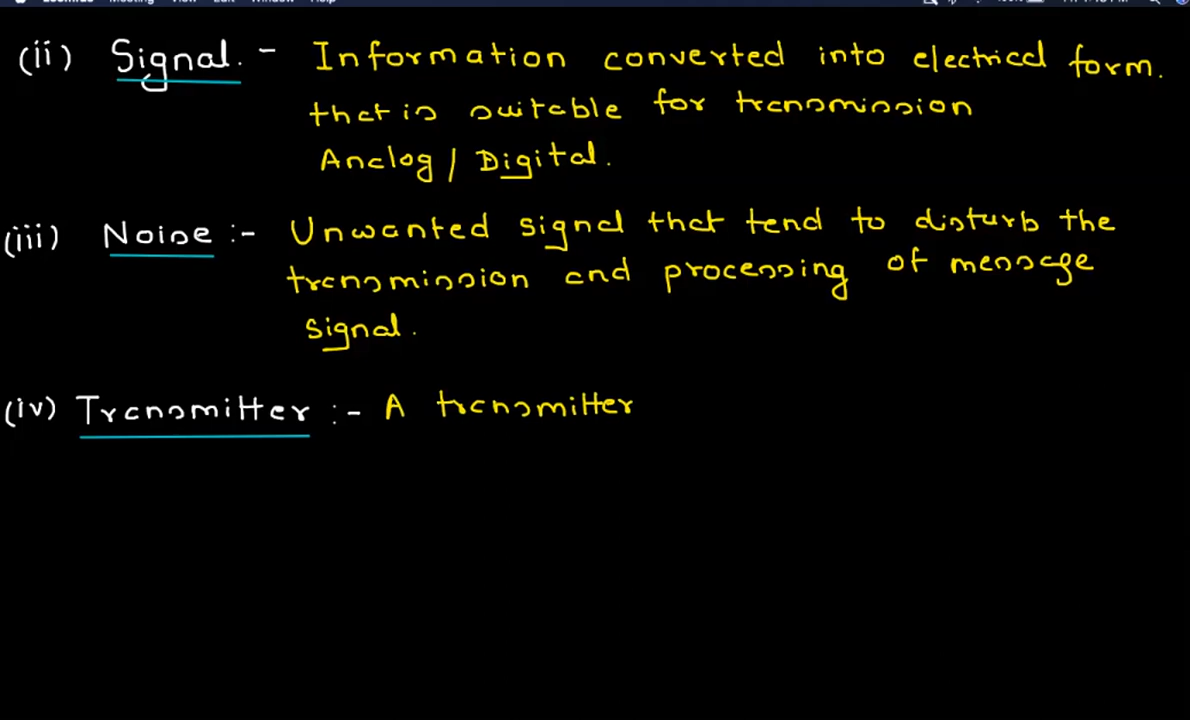 (ii) Signal. - Information converted into electrical form.
that is suitable for transmission
Analog / Digital.
(iii) Noise :- Unwanted signal that tend to disturb the
transmission and processing of message
signal.
(iv) Transmitter :- A transmitter